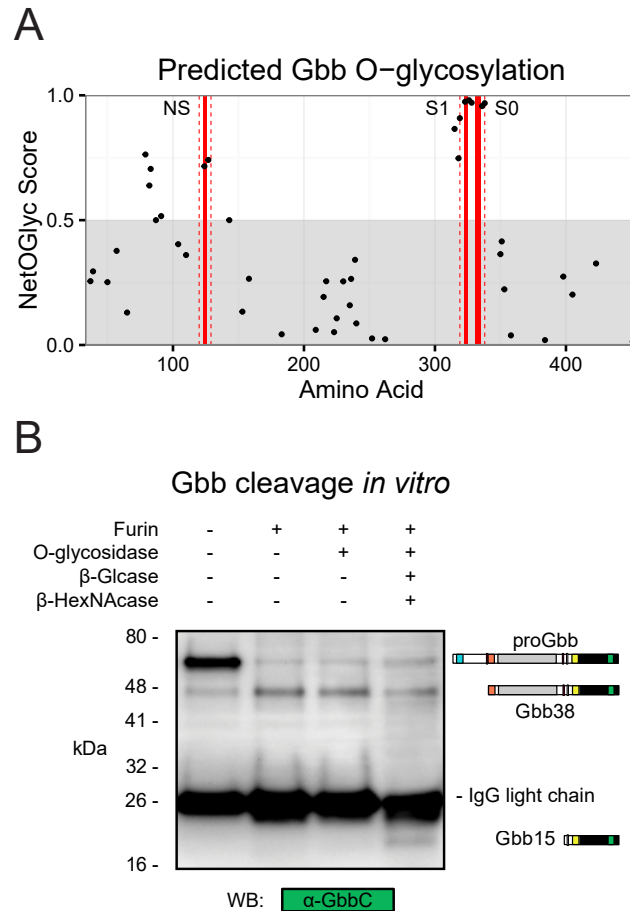 A
Predicted Gbb O−glycosylation
NS S1 S0
1.0
0.5
0.0
NetOGlyc Score
100 200 300 400
Amino Acid
B
Gbb cleavage in vitro
Furin - + + +
O-glycosidase - - + +
β-Glcase - - - +
β-HexNAcase - - - +
80 -
proGbb
48 -
Gbb38
41 -
kDa
32 -
26 -
- IgG light chain
Gbb15
16 -
WB: α-GbbC